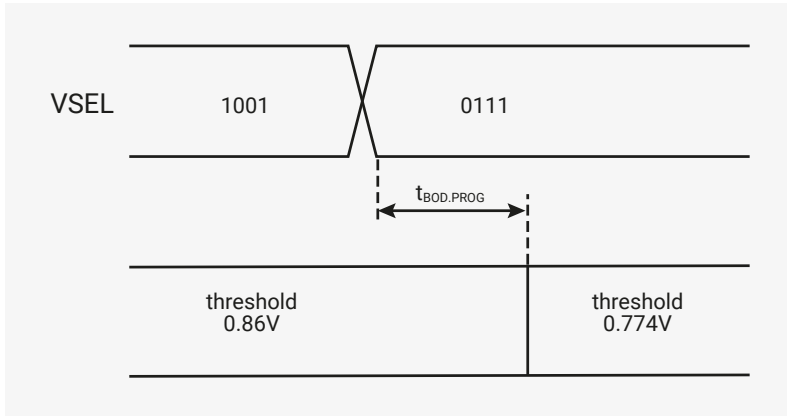 VSEL
1001
0111
tBOD.PROG
threshold
0.86V
threshold
0.774V